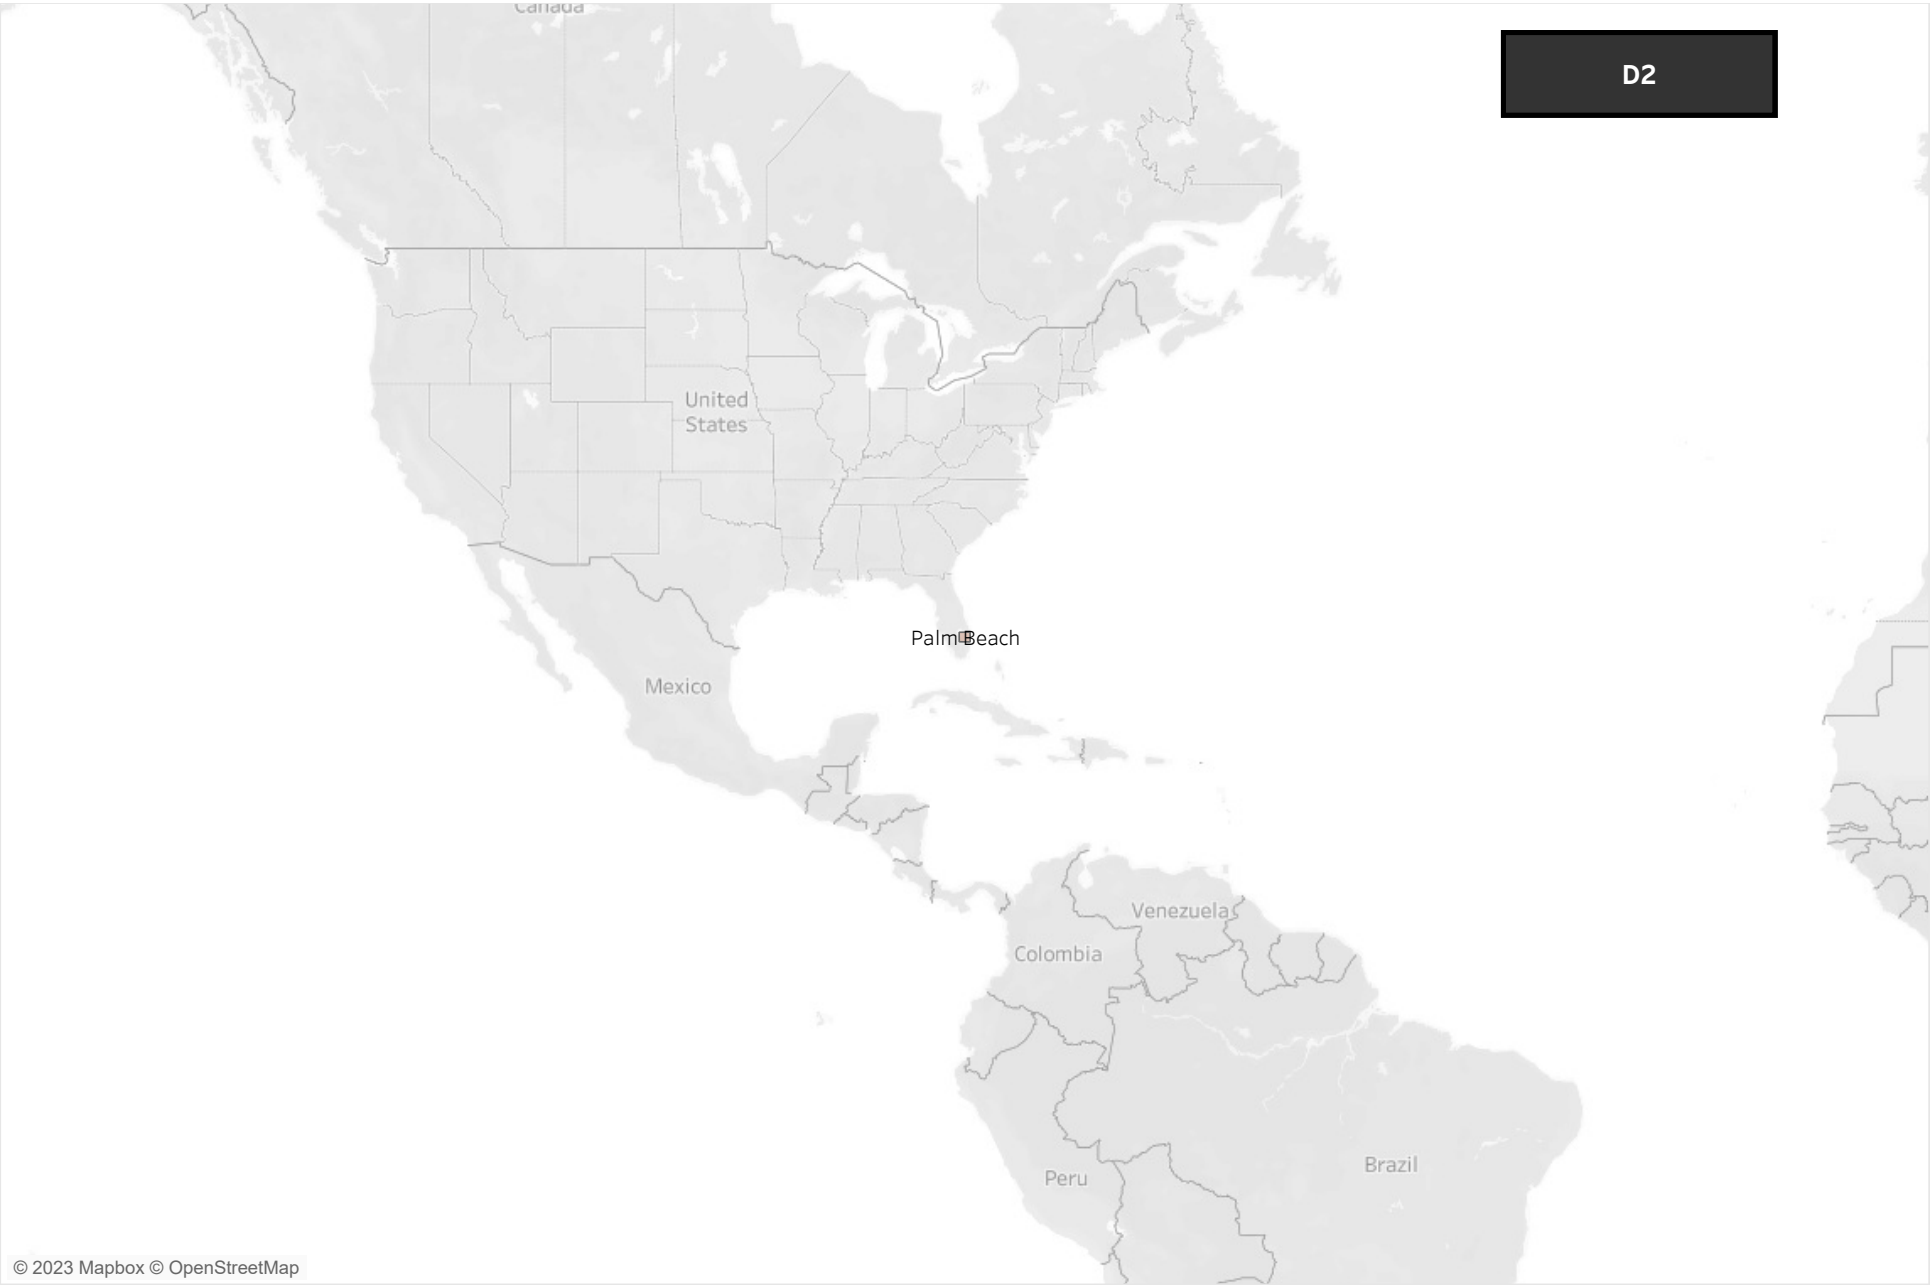 Canada
D2
United
States
Palm Beach
Mexico
Venezuela
Colombia
Brazil
Peru
© 2023 Mapbox © OpenStreetMap